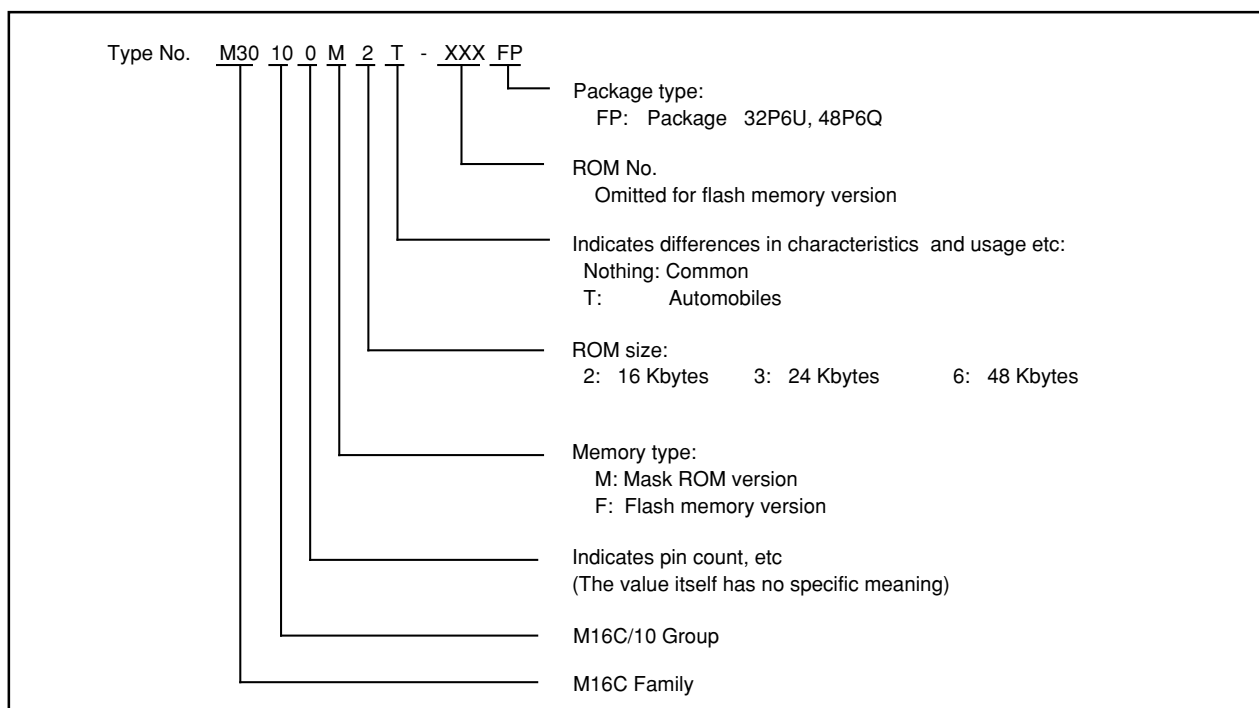 Type No. M30 10 0 M 2 T - XXX FP
Package type:
FP: Package 32P6U, 48P6Q
ROM No.
Omitted for flash memory version
Indicates differences in characteristics and usage etc:
Nothing: Common
T: Automobiles
ROM size:
2: 16 Kbytes 3: 24 Kbytes 6: 48 Kbytes
Memory type:
M: Mask ROM version
F: Flash memory version
Indicates pin count, etc
(The value itself has no specific meaning)
M16C/10 Group
M16C Family